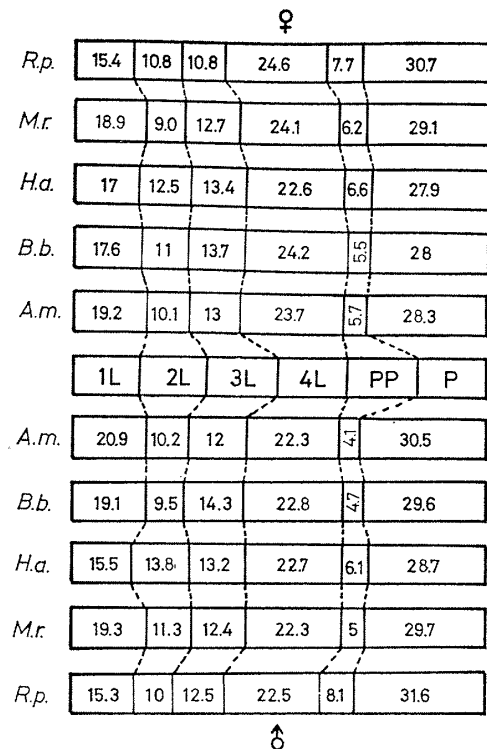 ♀
R.p. 15.4 10.8 10.8 24.6 7.7 30.7
M.r. 18.9 9.0 12.7 24.1 6.2 29.1
H.a. 17 12.5 13.4 22.6 6.6 27.9
B.b. 17.6 11 13.7 24.2 5.5 28
A.m. 19.2 10.1 13 23.7 5.7 28.3
1L 2L 3L 4L PP P
A.m. 20.9 10.2 12 22.3 4.1 30.5
B.b. 19.1 9.5 14.3 22.8 4.7 29.6
H.a. 15.5 13.8 13.2 22.7 6.1 28.7
M.r. 19.3 11.3 12.4 22.3 5 29.7
R.p. 15.3 10 12.5 22.5 8.1 31.6
♂